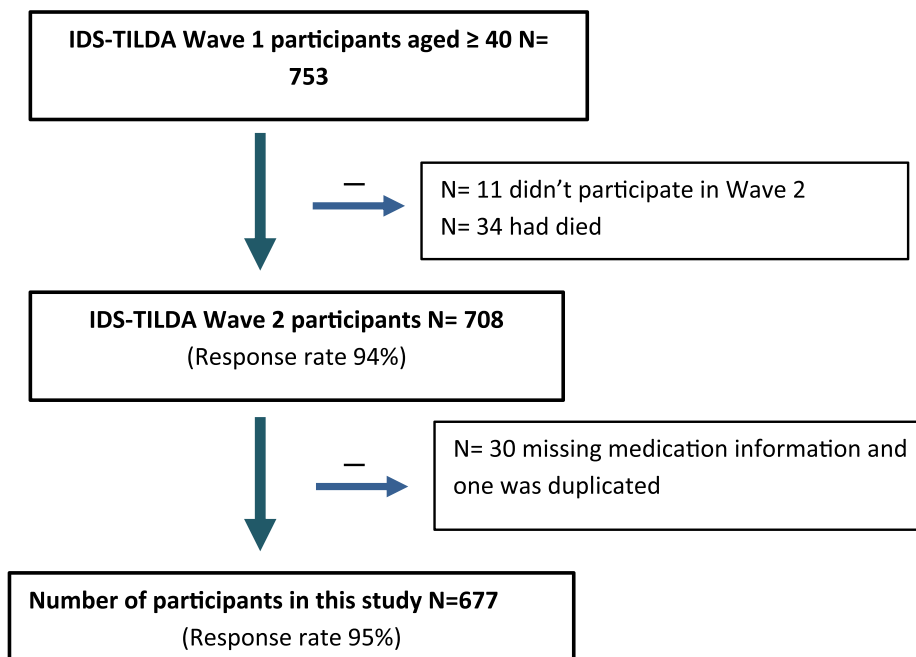 IDS-TILDA Wave 1 participants aged ≥ 40 N=
753
–
N= 11 didn’t participate in Wave 2
N= 34 had died
IDS-TILDA Wave 2 participants N= 708
(Response rate 94%)
–
N= 30 missing medication information and
one was duplicated
Number of participants in this study N=677
(Response rate 95%)